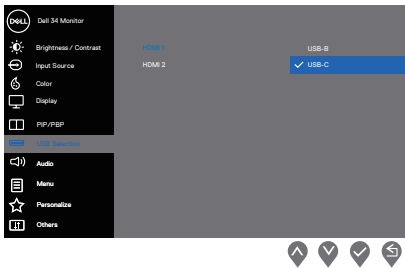 DELL
Dell 34 Monitor
Brightness / Contrast
Input Source
Color
Display
PIP/PBP
USB Selection
Audio
Menu
Personalize
Others
HDMI 1
HDMI 2
USB-B
USB-C